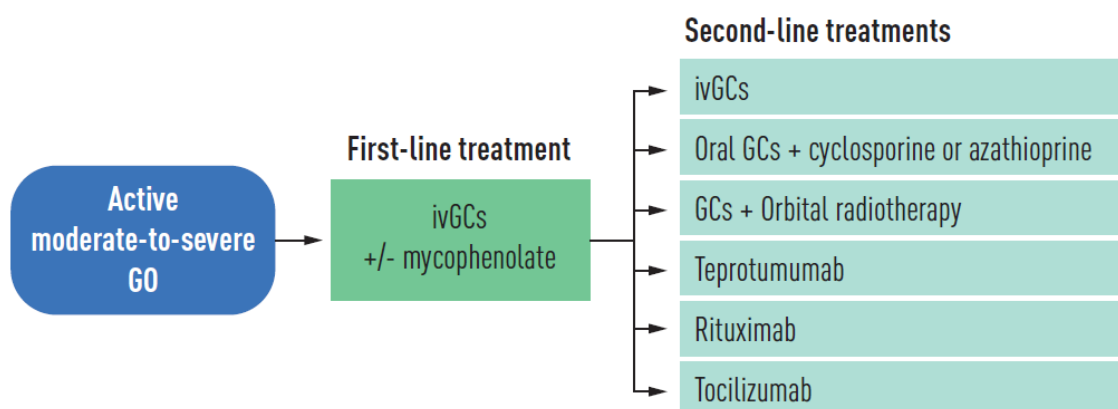 Second-line treatments
First-line treatment
Active
moderate-to-severe
GO
ivGCs
+/- mycophenolate
ivGCs
Oral GCs + cyclosporine or azathioprine
GCs + Orbital radiotherapy
Teprotumumab
Rituximab
Tocilizumab